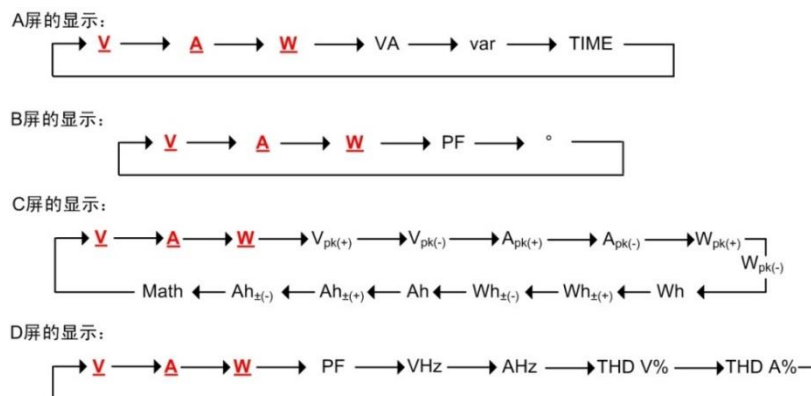 A屏的显示：
V A W VA var TIME
B屏的显示：
V A W PF °
C屏的显示：
V A W Vpk(+) Vpk(-) Apk(+) Apk(-) Wpk(+)
Wpk(-)
Math Ah±(-) Ah±(+) Ah Wh±(-) Wh±(+) Wh
D屏的显示：
V A W PF VHz AHz THD V% THD A%